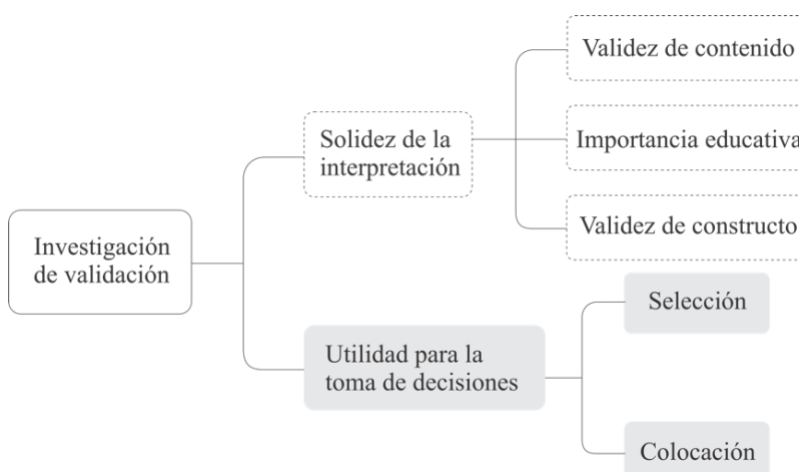 Validez de contenido
Solidez de la
interpretación
Importancia educativa
Validez de constructo
Investigación
de validación
Selección
Utilidad para la
toma de decisiones
Colocación